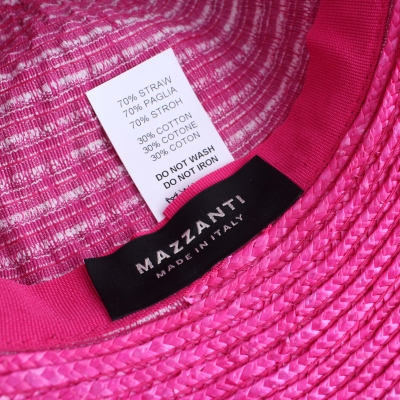 70% STRAW
70% PAGLIA
70% STROH
30% COTTON
30% COTONE
30% COTON
DO NOT WASH
DO NOT IRON
MAZZANTI
MADE IN ITALY